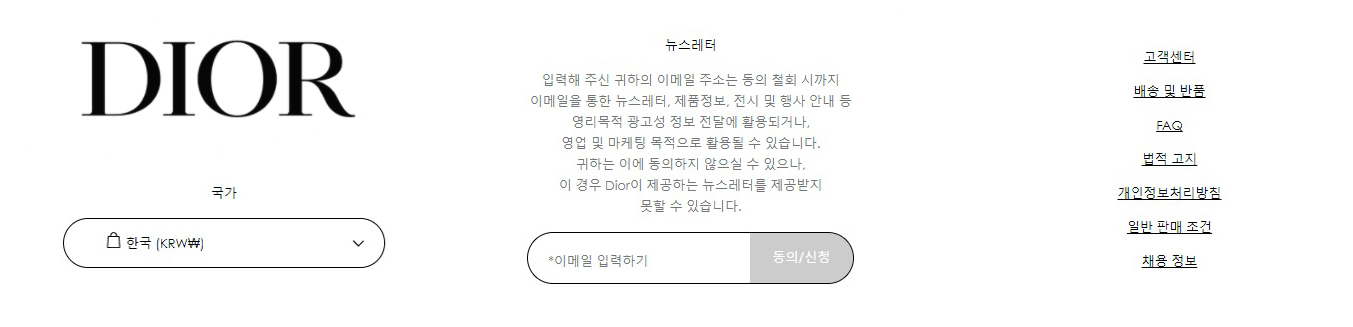 DIOR
국가
한국 (KRW₩)
뉴스레터
입력해 주신 귀하의 이메일 주소는 동의 철회 시까지
이메일을 통한 뉴스레터, 제품정보, 전시 및 행사 안내 등
영리목적 광고성 정보 전달에 활용되거나,
영업 및 마케팅 목적으로 활용될 수 있습니다.
귀하는 이에 동의하지 않으실 수 있으나,
이 경우 Dior이 제공하는 뉴스레터를 제공받지
못할 수 있습니다.
*이메일 입력하기
동의/신청
고객센터
배송 및 반품
FAQ
법적 고지
개인정보처리방침
일반 판매 조건
채용 정보